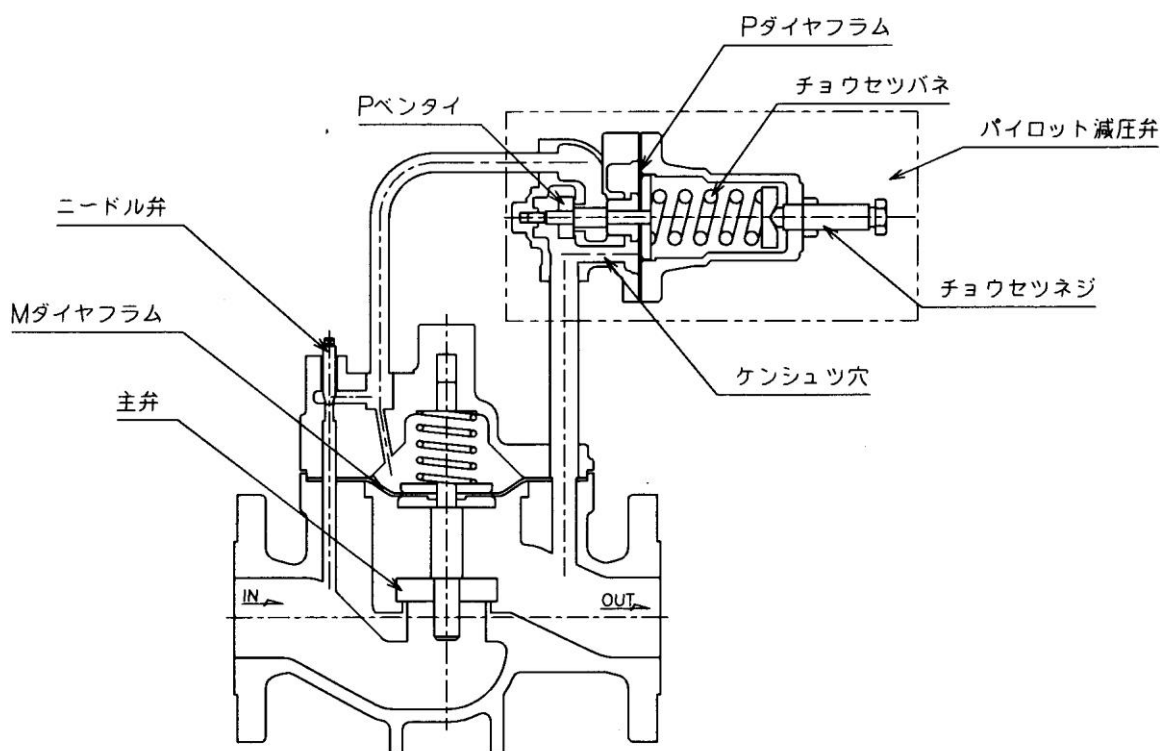 Pダイヤフラム
チョウセツバネ
Pベンタイ
パイロット減圧弁
ニードル弁
Mダイヤフラム
チョウセツネジ
ケンシュツ穴
主弁
IN
OUT